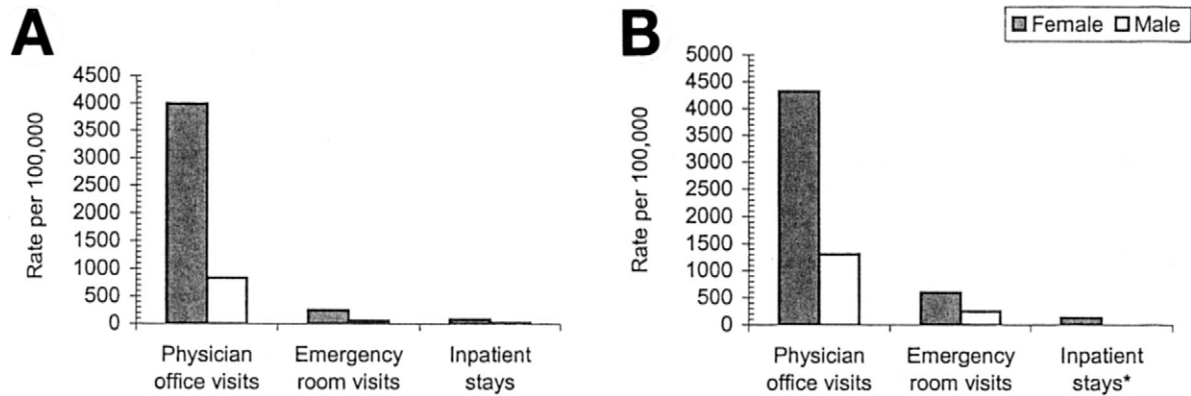 A
Rate per 100,000
4500
4000
3500
3000
2500
2000
1500
1000
500
0
Physician
office visits
Emergency
room visits
Inpatient
stays
B
Female Male
Rate per 100,000
5000
4500
4000
3500
3000
2500
2000
1500
1000
500
0
Physician
office visits
Emergency
room visits
Inpatient
stays*